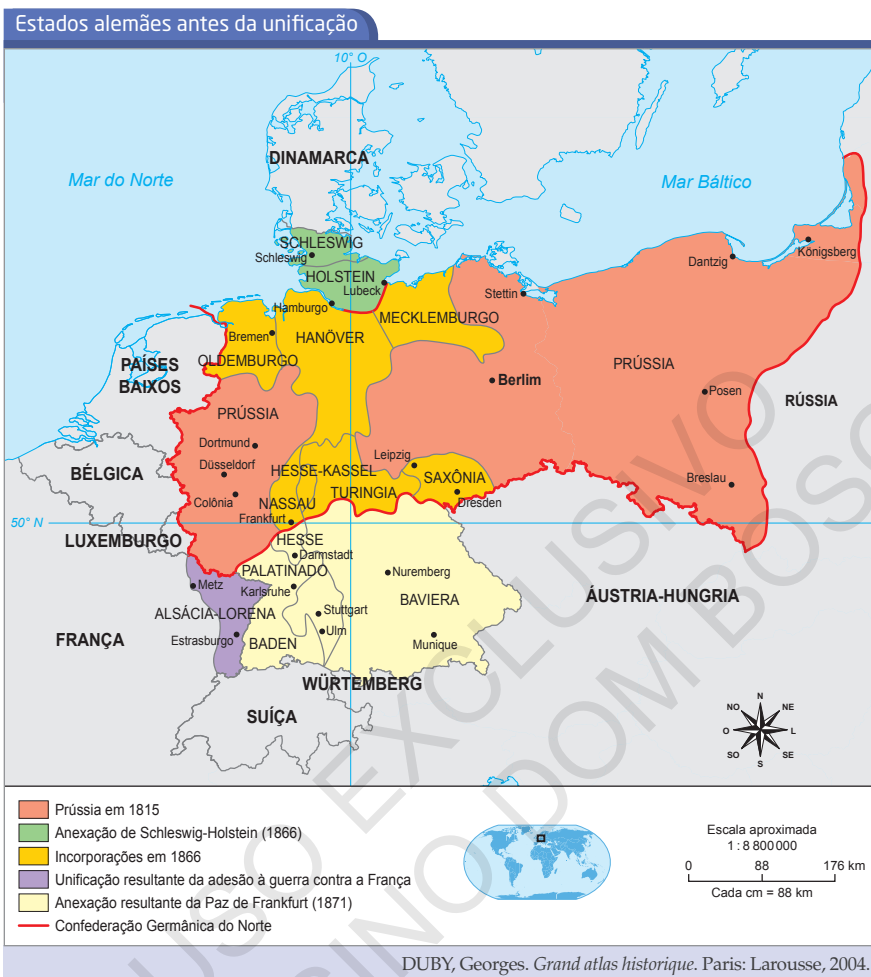 Estados alemães antes da unificação
10° O
DINAMARCA
Mar do Norte
Mar Báltico
SCHLESWIG
Schleswig
HOLSTEIN
Lubeck
Hamburgo
Stettin
Dantzig
Königsberg
MECKLEMBURGO
Bremen
HANÖVER
OLDEMBURGO
PAÍSES
BAIXOS
Berlim
PRÚSSIA
Posen
RÚSSIA
PRÚSSIA
Dortmund
Düsseldorf
Colônia
BÉLGICA
HESSE-KASSEL
Leipzig
SAXÔNIA
TURINGIA
Dresden
Breslau
NASSAU
Frankfurt
50° N
LUXEMBURGO
HESSE
Darmstadt
PALATINADO
Nuremberg
Metz
Karlsruhe
ÁUSTRIA-HUNGRIA
BAVIERA
ALSÁCIA-LORENA
Stuttgart
FRANÇA
Estrasburgo
BADEN
Ulm
Munique
WÜRTEMBERG
SUÍÇA
N
NO
NE
O
L
SO
SE
S
Prússia em 1815
Anexação de Schleswig-Holstein (1866)
Incorporações em 1866
Unificação resultante da adesão à guerra contra a França
Anexação resultante da Paz de Frankfurt (1871)
Confederação Germânica do Norte
Escala aproximada
1 : 8 800 000
0 88 176 km
Cada cm = 88 km
DUBY, Georges. Grand atlas historique. Paris: Larousse, 2004.
USO EXCLUSIVO
SINO DOM BOSCO